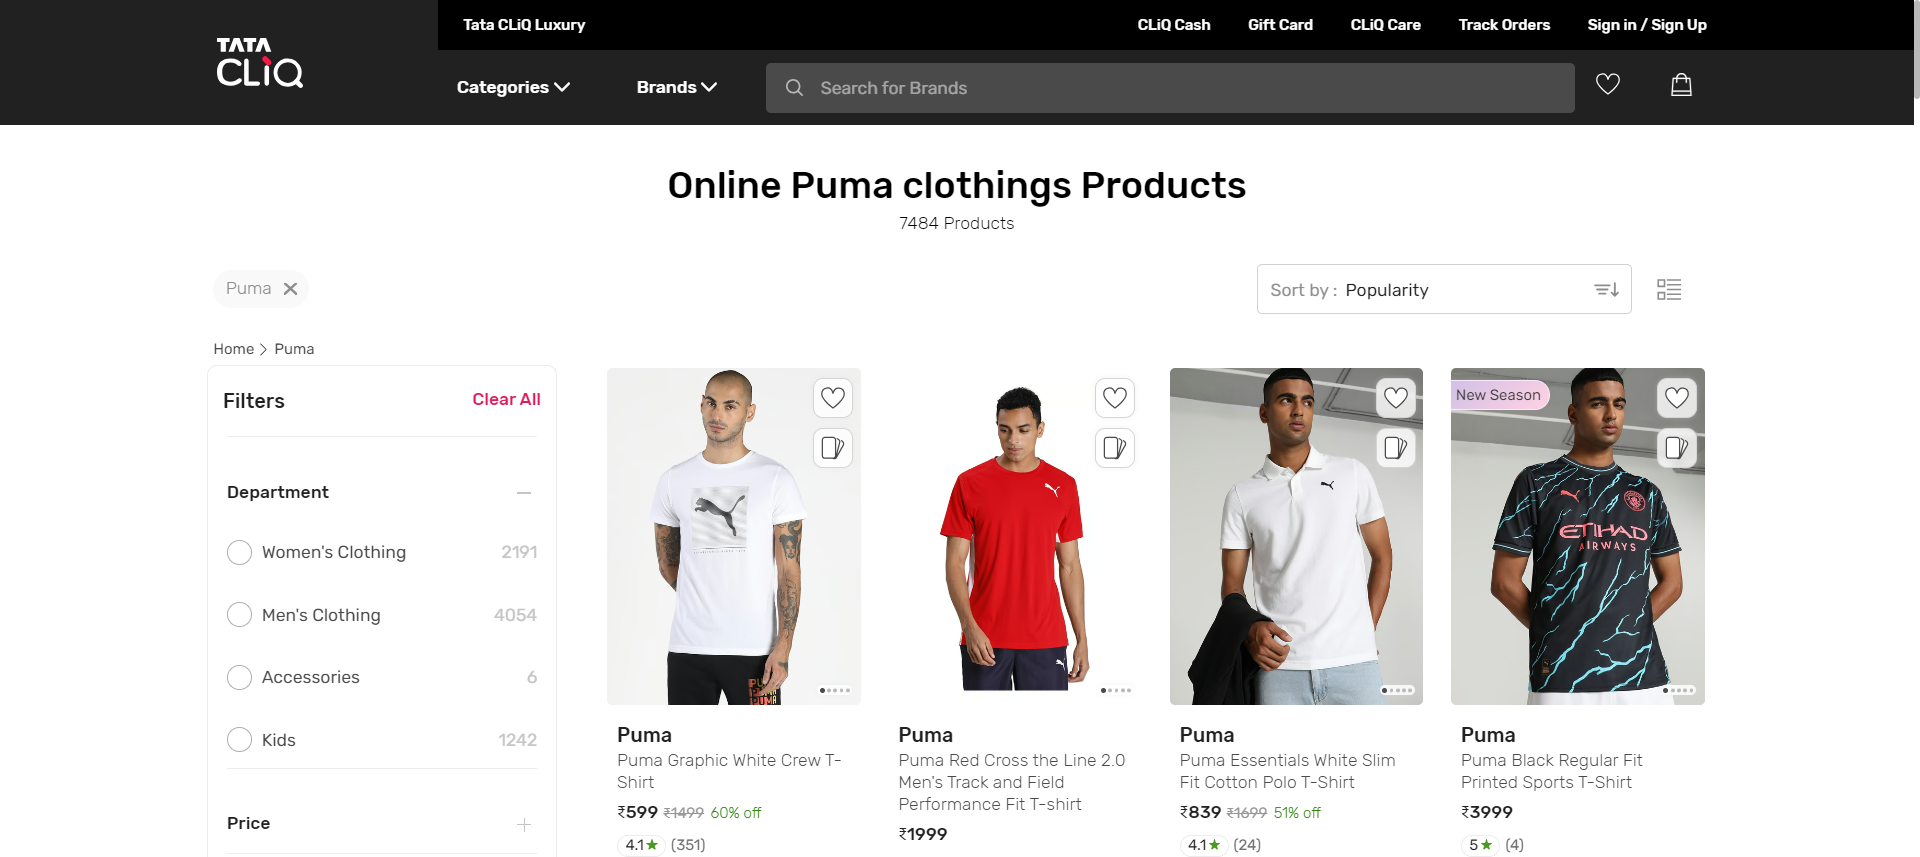 Tata CLiQ Luxury
CLiQ Cash
Gift Card
CLiQ Care
Track Orders
Sign in / Sign Up
TATA
CLiQ
Categories
Brands
Search for Brands
Online Puma clothings Products
7484 Products
Puma
Sort by : Popularity
Home > Puma
Filters
Clear All
Department
Women's Clothing 2191
Men's Clothing 4054
Accessories 6
Kids 1242
Price
PUMA
PUMA
Puma
Puma Graphic White Crew T-
Shirt
₹599 ₹1499 60% off
4.1★ (351)
Puma
Puma Red Cross the Line 2.0
Men's Track and Field
Performance Fit T-shirt
₹1999
Puma
Puma Essentials White Slim
Fit Cotton Polo T-Shirt
₹839 ₹1699 51% off
4.1★ (24)
New Season
ETIHAD
AIRWAYS
Puma
Puma Black Regular Fit
Printed Sports T-Shirt
₹3999
5★ (4)